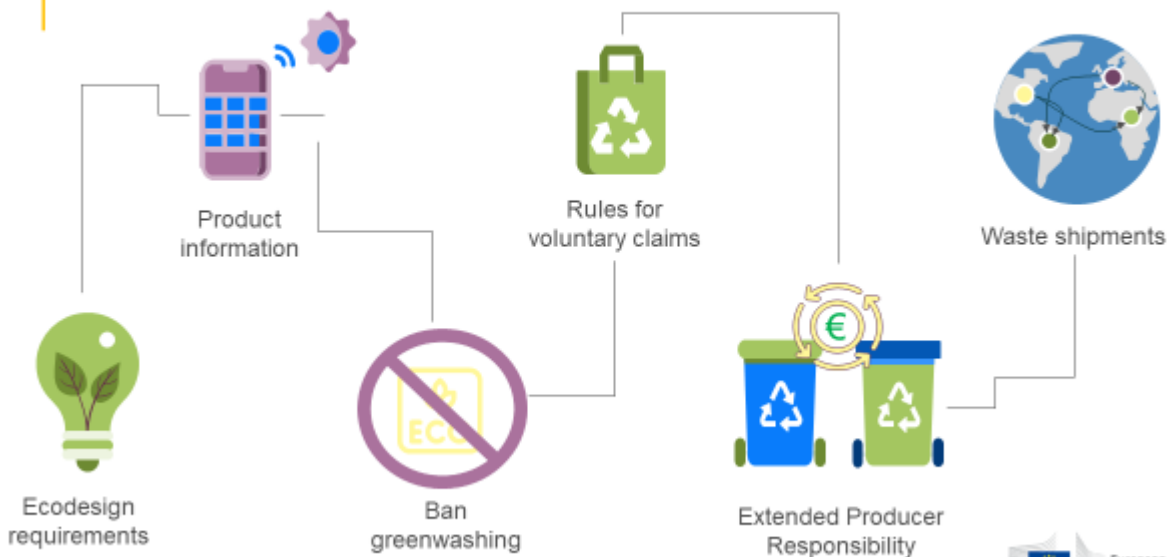 Ecodesign
requirements
Product
information
ECO
Ban
greenwashing
Rules for
voluntary claims
€
Extended Producer
Responsibility
Waste shipments